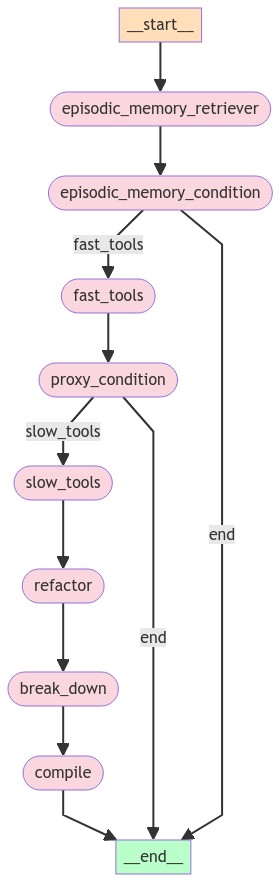 __start__
episodic_memory_retriever
episodic_memory_condition
fast_tools
fast_tools
proxy_condition
slow_tools
slow_tools
end
refactor
end
break_down
compile
__end__